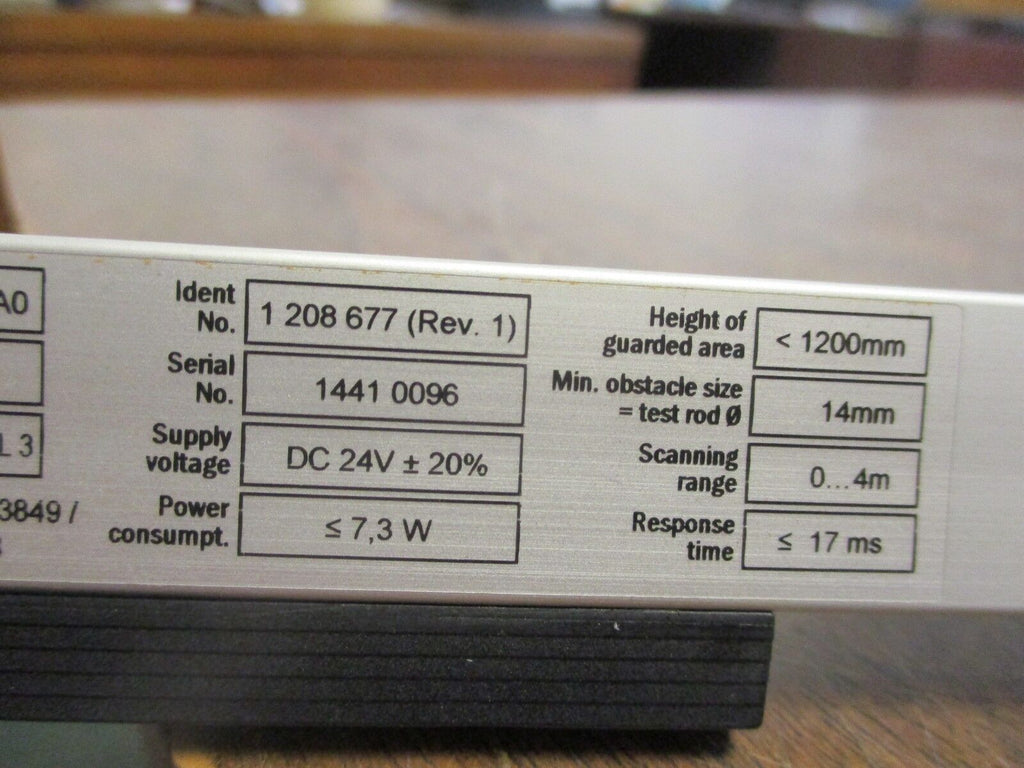 A0
L 3
3849 /
Ident
No.
1 208 677 (Rev. 1)
Serial
No.
1441 0096
Supply
voltage
DC 24V ± 20%
Power
consumpt.
≤ 7,3 W
Height of
guarded area
< 1200mm
Min. obstacle size
= test rod Ø
14mm
Scanning
range
0...4m
Response
time
≤ 17 ms